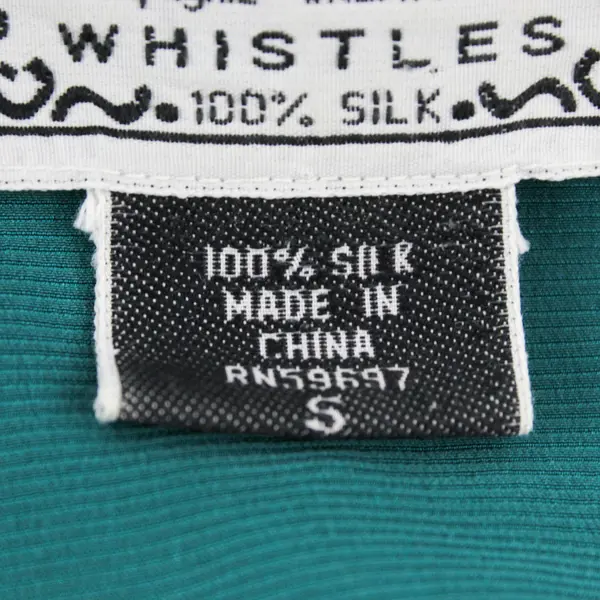 WHISTLES
100% SILK
100% SILK
MADE IN
CHINA
RN59697
S